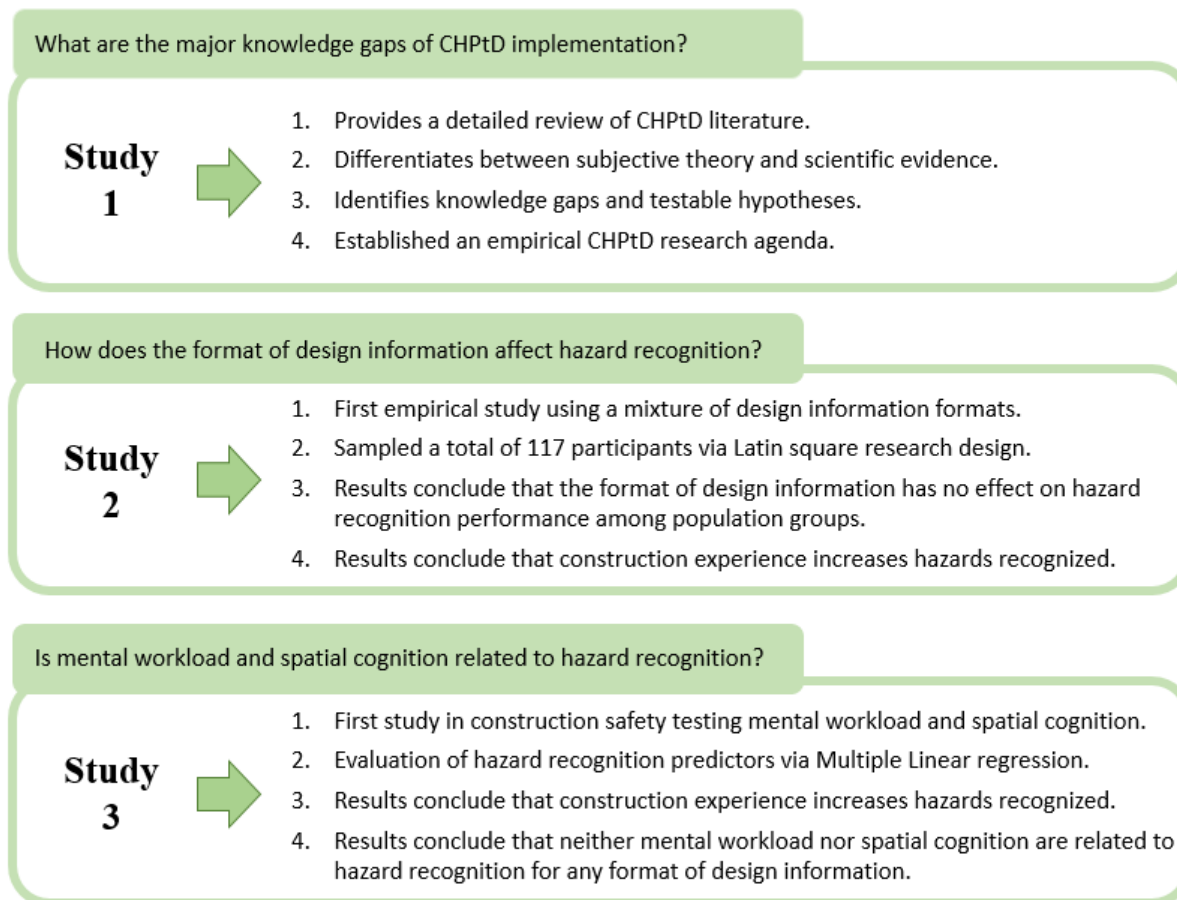 What are the major knowledge gaps of CHPtD implementation?
Study
1
1. Provides a detailed review of CHPtD literature.
2. Differentiates between subjective theory and scientific evidence.
3. Identifies knowledge gaps and testable hypotheses.
4. Established an empirical CHPtD research agenda.
How does the format of design information affect hazard recognition?
Study
2
1. First empirical study using a mixture of design information formats.
2. Sampled a total of 117 participants via Latin square research design.
3. Results conclude that the format of design information has no effect on hazard
recognition performance among population groups.
4. Results conclude that construction experience increases hazards recognized.
Is mental workload and spatial cognition related to hazard recognition?
Study
3
1. First study in construction safety testing mental workload and spatial cognition.
2. Evaluation of hazard recognition predictors via Multiple Linear regression.
3. Results conclude that construction experience increases hazards recognized.
4. Results conclude that neither mental workload nor spatial cognition are related to
hazard recognition for any format of design information.